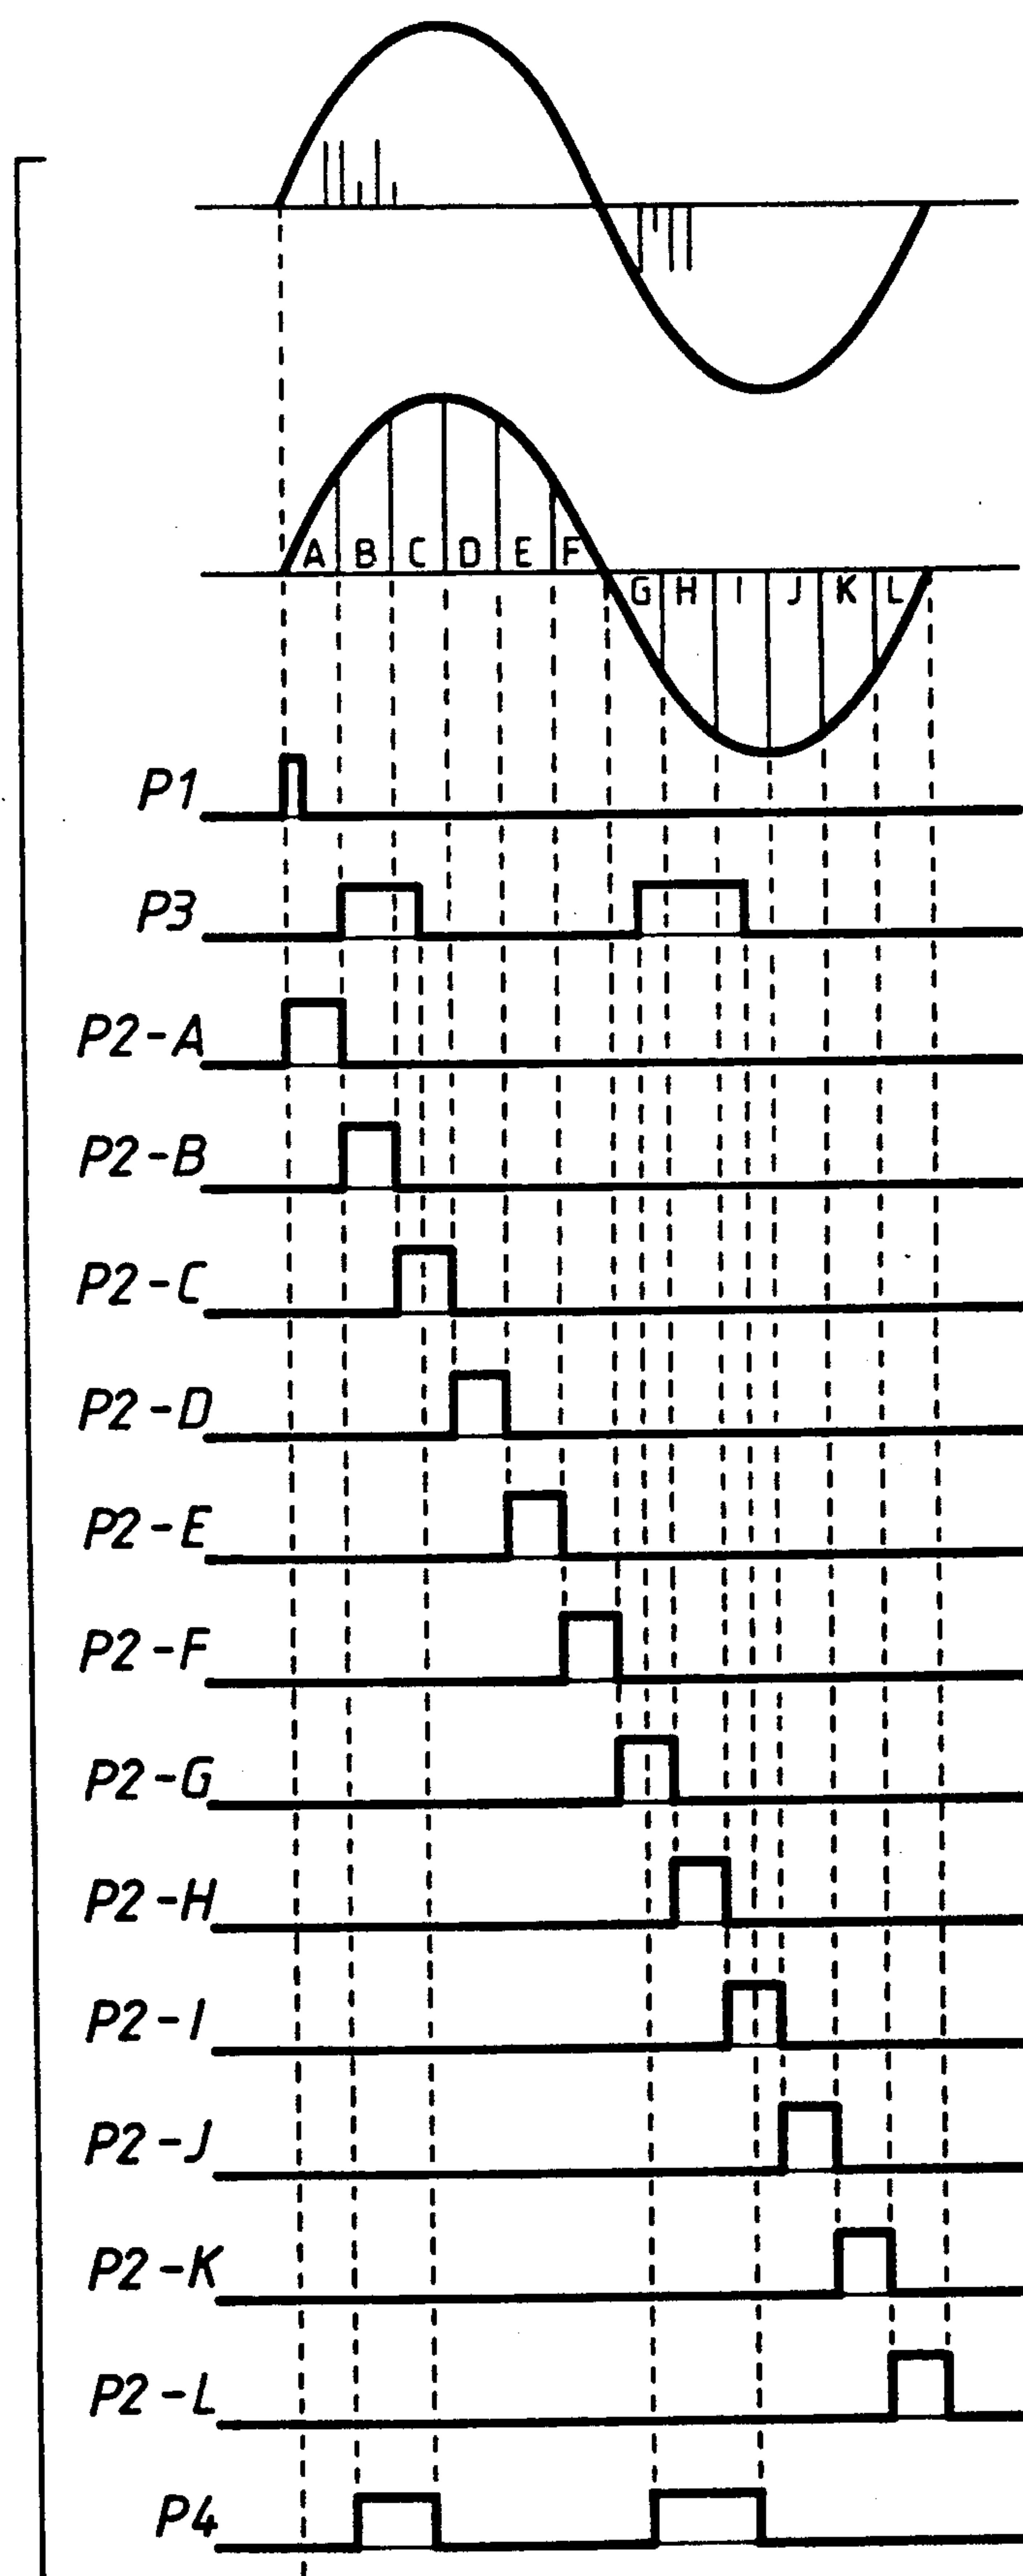 A B C D E F
G H I J K L
P1
P3
P2-A
P2-B
P2-C
P2-D
P2-E
P2-F
P2-G
P2-H
P2-I
P2-J
P2-K
P2-L
P4